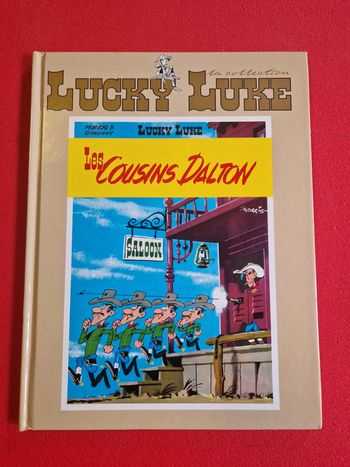 la collection
LUCKY LUKE
MORRIS &
GOSCINNY
LUCKY LUKE
Les COUSINS DALTON
MORRIS
SALOON